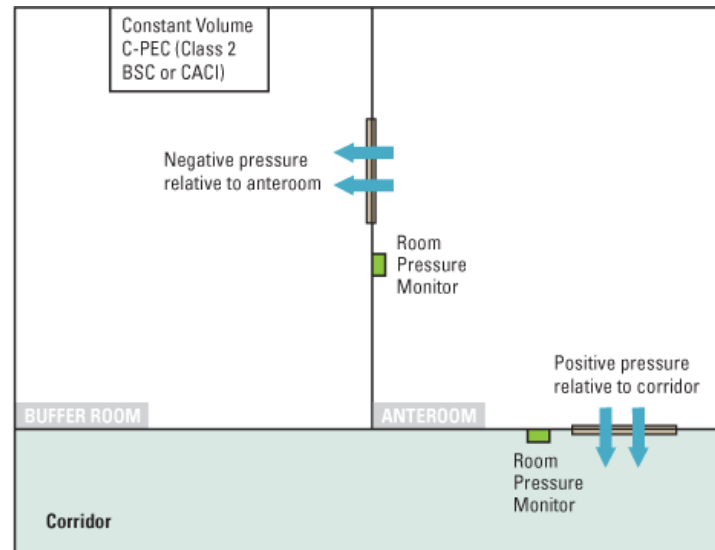 Constant Volume
C-PEC (Class 2
BSC or CACI)
Negative pressure
relative to anteroom
Room
Pressure
Monitor
Positive pressure
relative to corridor
BUFFER ROOM
ANTEROOM
Room
Pressure
Monitor
Corridor